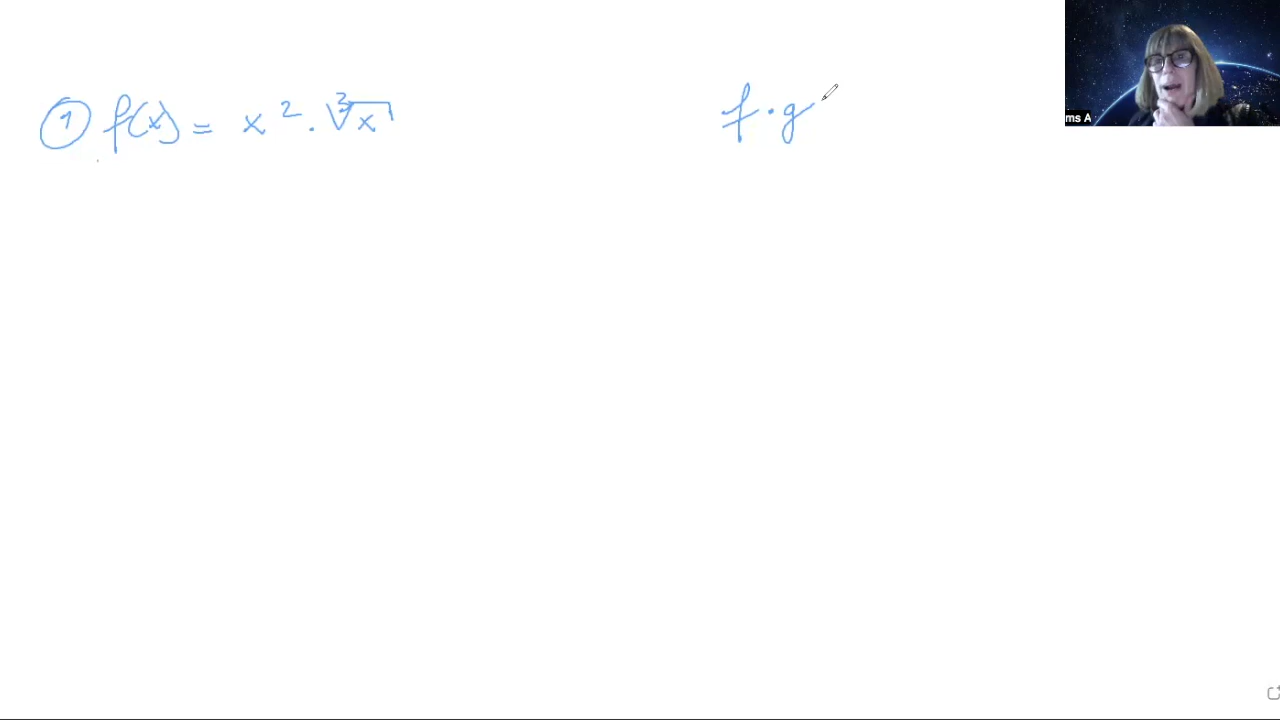 ① f(x) = x² · ∛x
f · g
ms A